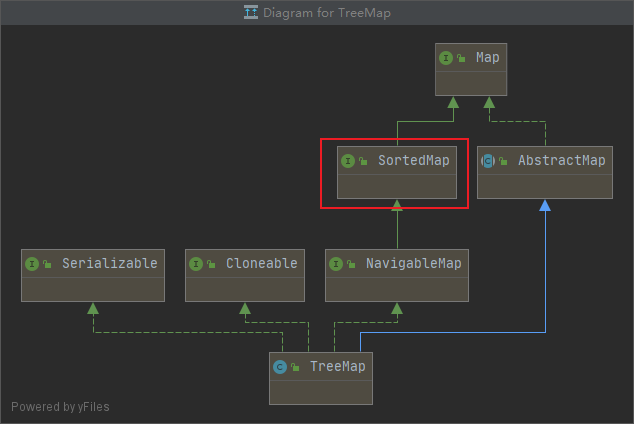 Diagram for TreeMap
I Map
I SortedMap
C AbstractMap
I Serializable
I Cloneable
I NavigableMap
C TreeMap
Powered by yFiles